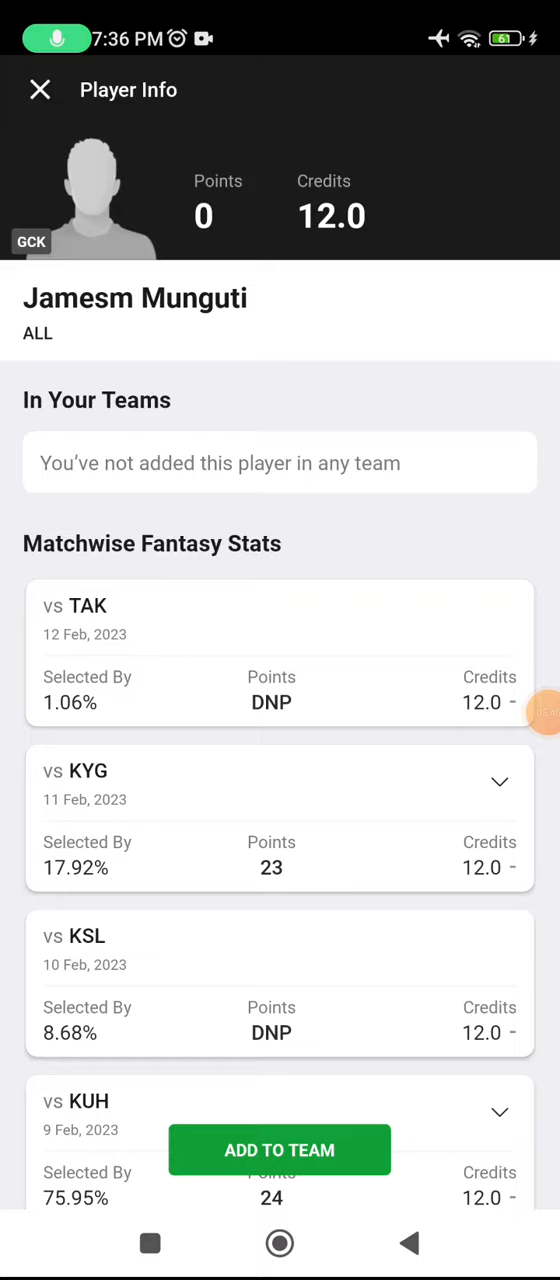 7:36 PM
61
Player Info
Points
Credits
0
12.0
GCK
Jamesm Munguti
ALL
In Your Teams
You've not added this player in any team
Matchwise Fantasy Stats
vs TAK
12 Feb, 2023
Selected By
Points
Credits
1.06%
DNP
12.0 -
vs KYG
11 Feb, 2023
Selected By
Points
Credits
17.92%
23
12.0 -
vs KSL
10 Feb, 2023
Selected By
Points
Credits
8.68%
DNP
12.0 -
vs KUH
9 Feb, 2023
ADD TO TEAM
Selected By
Points
Credits
75.95%
24
12.0 -